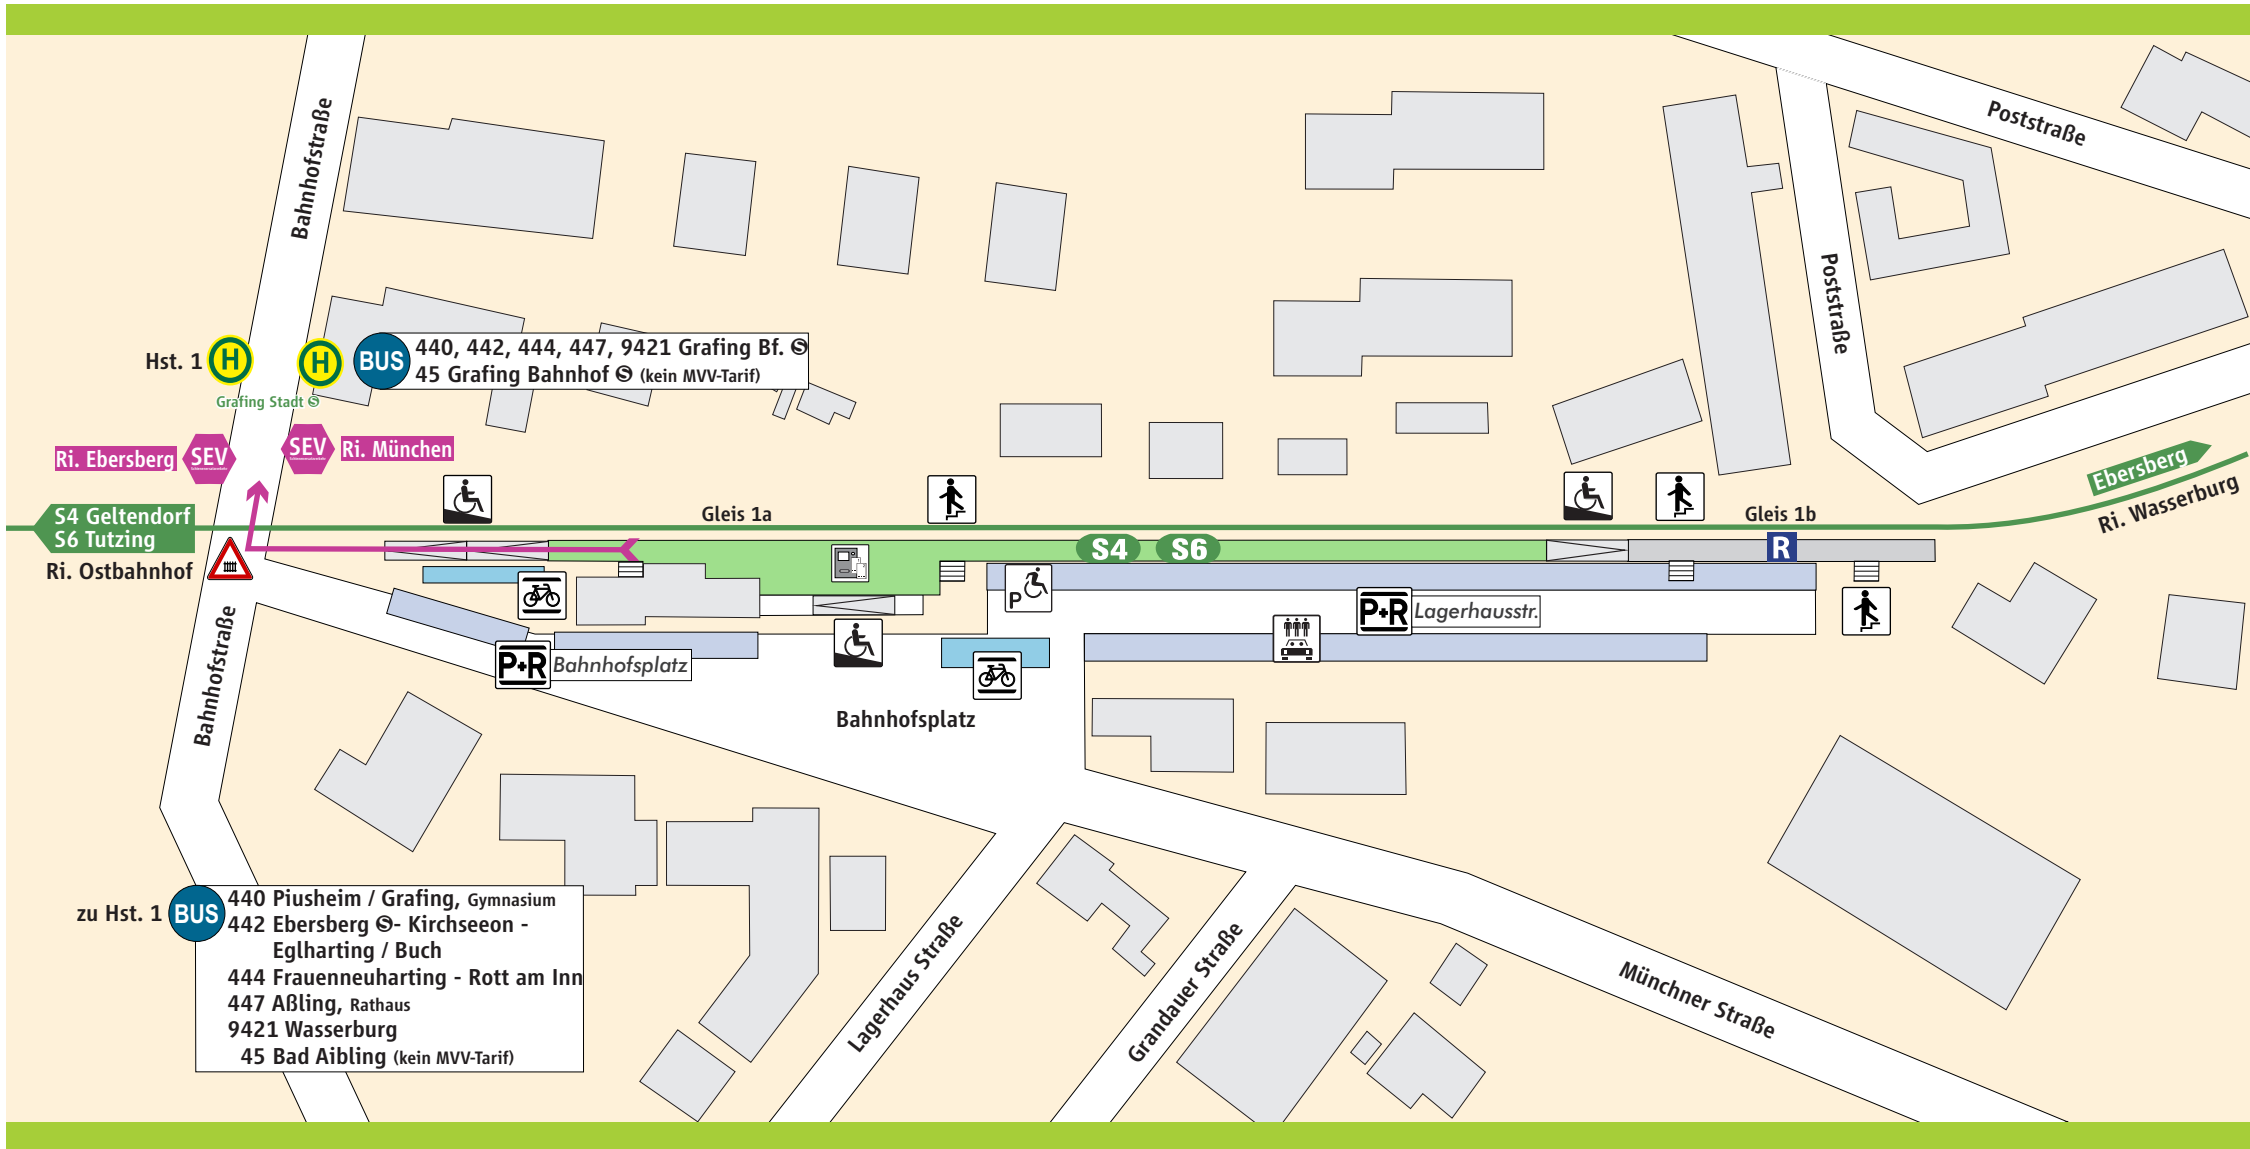 Poststraße
Bahnhofstraße
Poststraße
Hst. 1
H
H
BUS
440, 442, 444, 447, 9421 Grafing Bf. S
45 Grafing Bahnhof S (kein MVV-Tarif)
Grafing Stadt S
Ri. Ebersberg
SEV
SEV
Ri. München
Ebersberg
Ri. Wasserburg
S4 Geltendorf
S6 Tutzing
Ri. Ostbahnhof
Gleis 1a
Gleis 1b
S4
S6
R
P
P+R
Lagerhausstr.
P+R
Bahnhofsplatz
Bahnhofstraße
Bahnhofsplatz
zu Hst. 1
BUS
440 Piusheim / Grafing, Gymnasium
442 Ebersberg S- Kirchseeon -
Eglharting / Buch
444 Frauenneuharting - Rott am Inn
447 Aßling, Rathaus
9421 Wasserburg
45 Bad Aibling (kein MVV-Tarif)
Lagerhaus Straße
Grandauer Straße
Münchner Straße